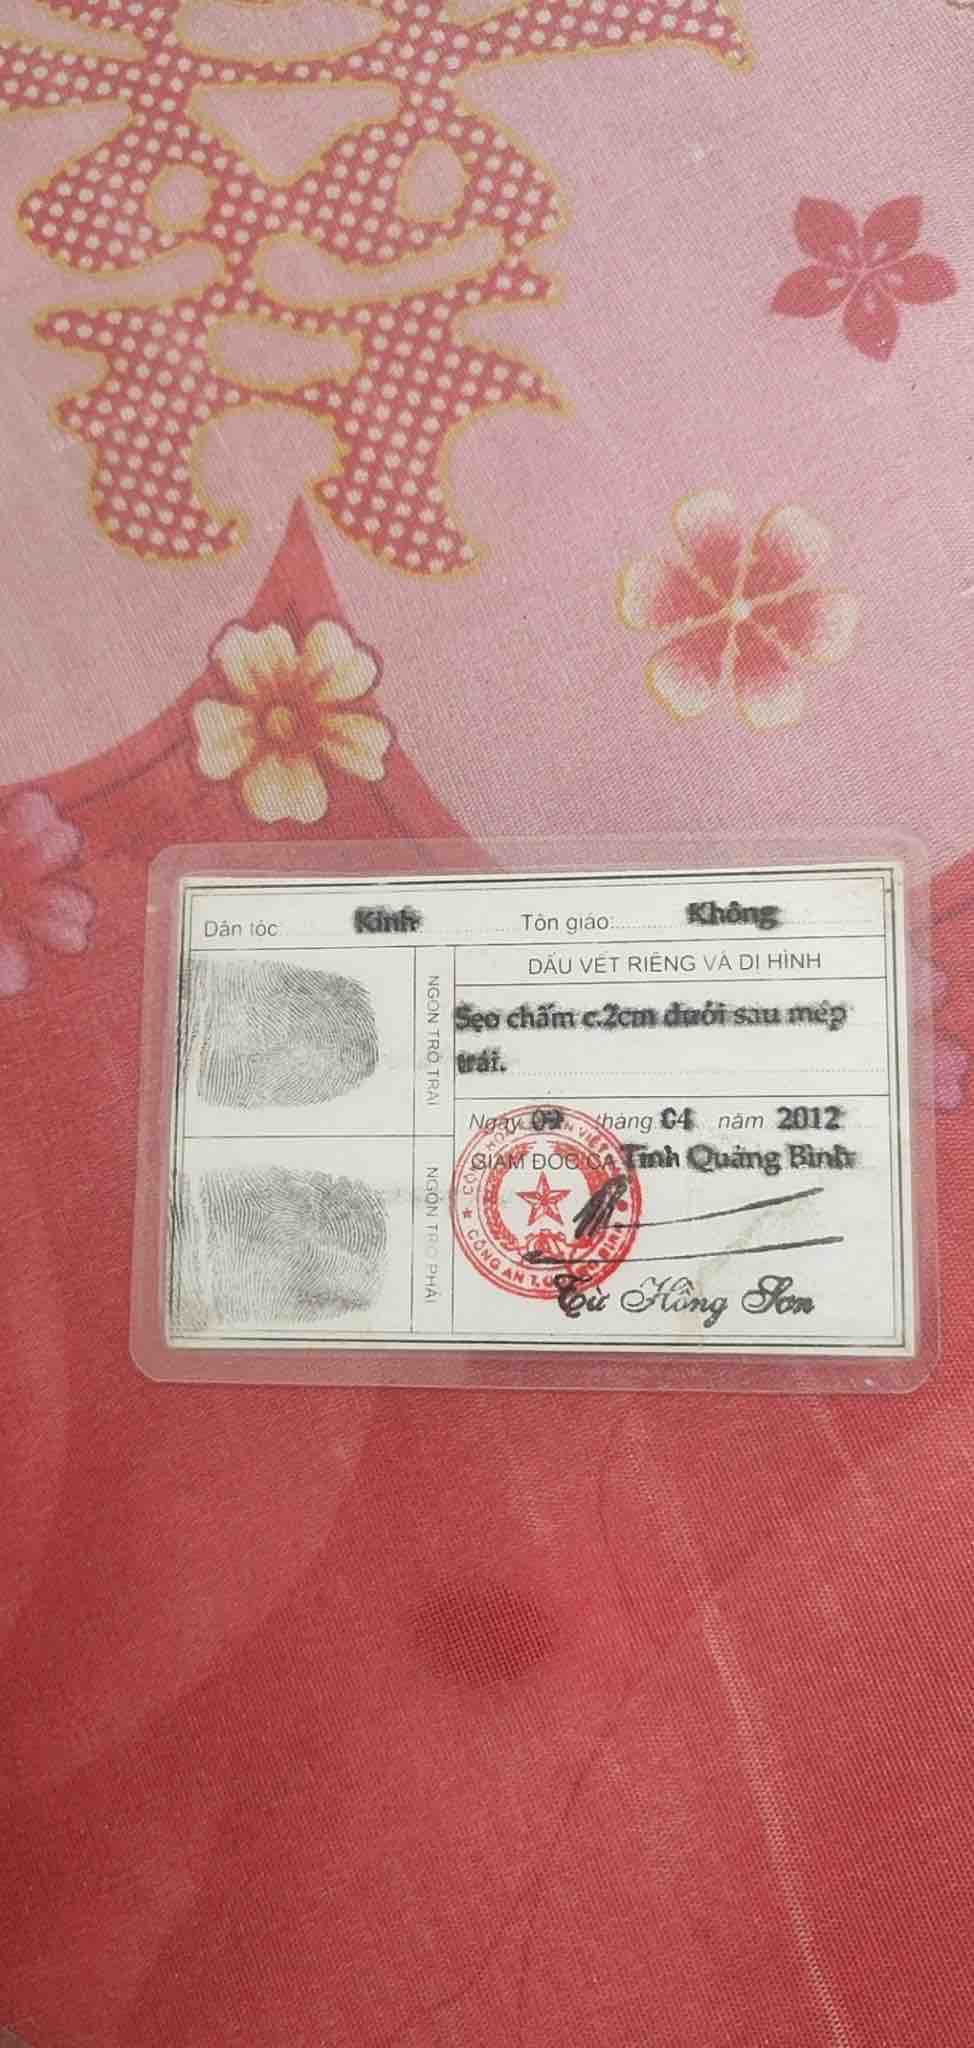 Dân tộc: Kinh Tôn giáo: Không
NGÓN TRỎ TRÁI
DẤU VẾT RIÊNG VÀ DỊ HÌNH
Sẹo chấm c.2cm dưới sau mép
trái.
NGÓN TRỎ PHẢI
Ngày tháng 04 năm 2012
GIÁM ĐỐC CA Tỉnh Quảng Bình
CÔNG AN T.
Từ Hồng Sơn